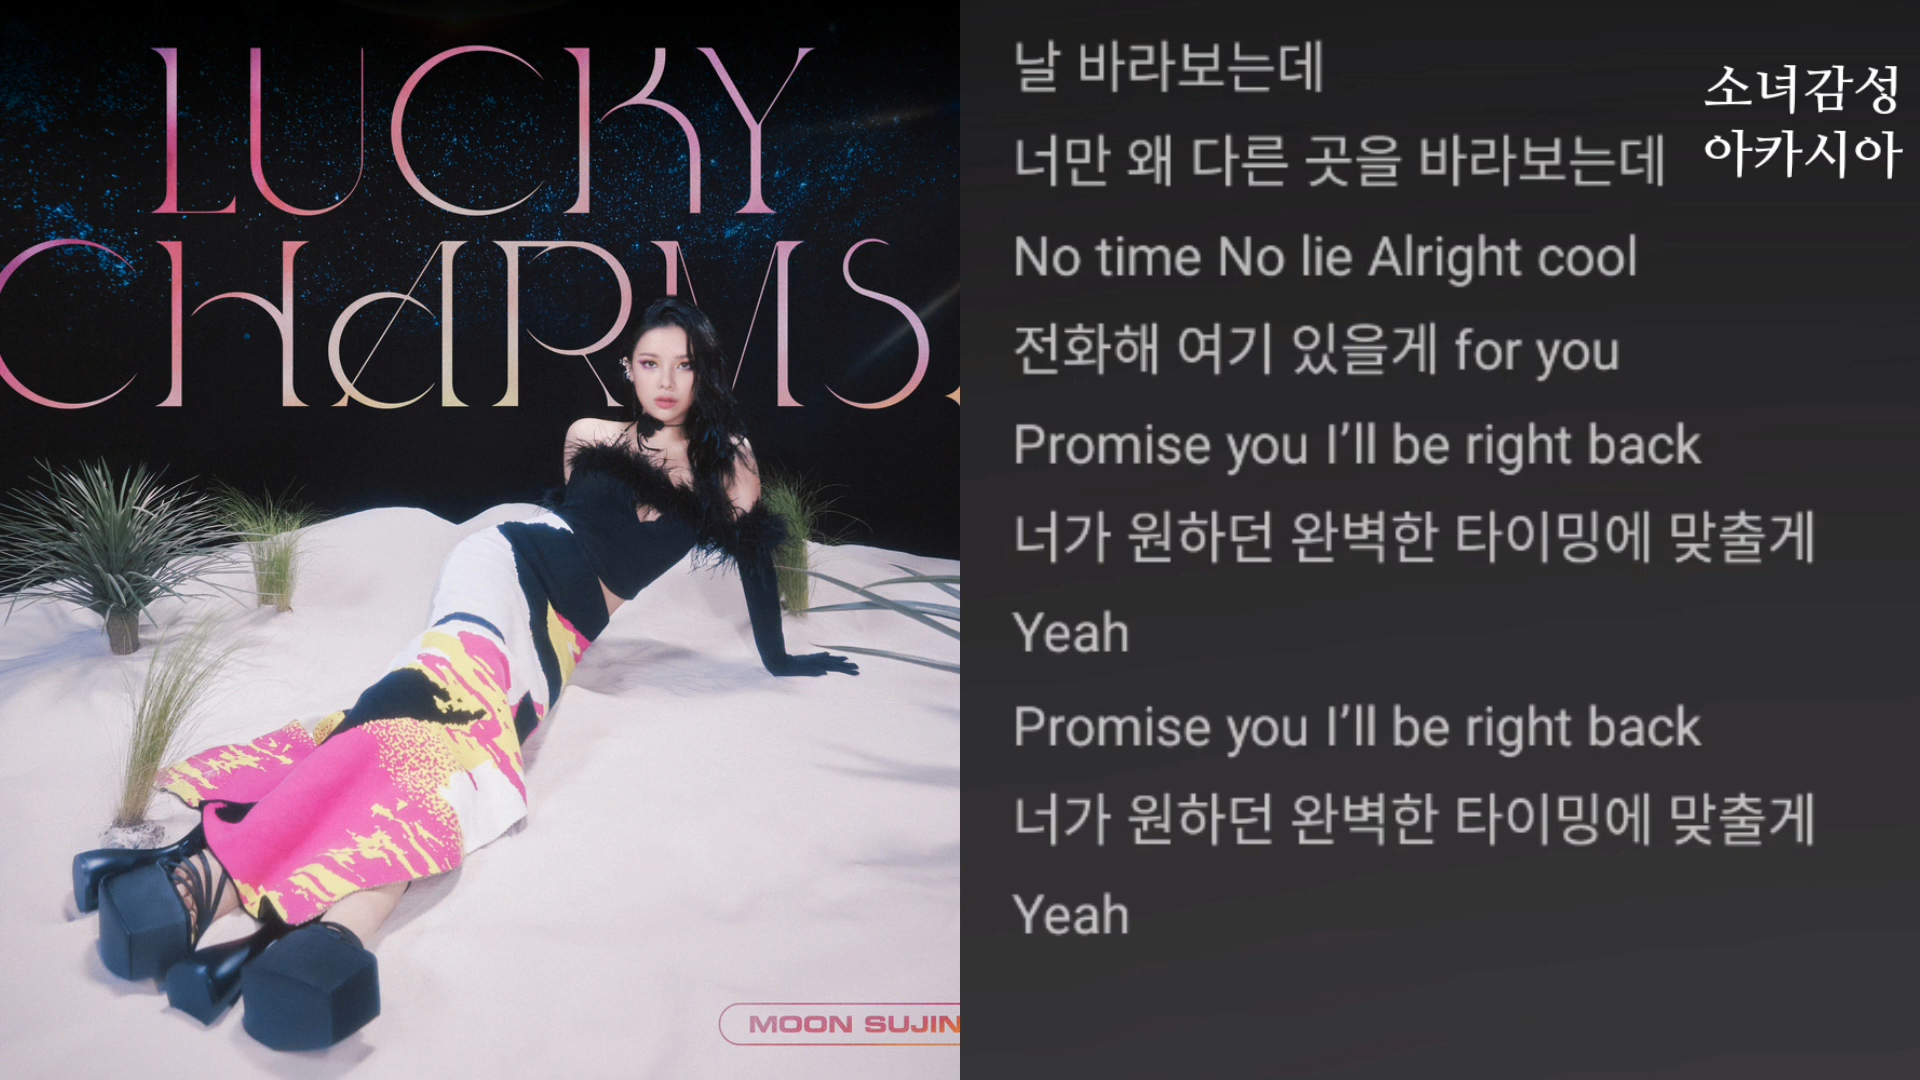 LUCKY
CHARMS
MOON SUJIN
날 바라보는데
너만 왜 다른 곳을 바라보는데
No time No lie Alright cool
전화해 여기 있을게 for you
Promise you I’ll be right back
너가 원하던 완벽한 타이밍에 맞출게
Yeah
Promise you I’ll be right back
너가 원하던 완벽한 타이밍에 맞출게
Yeah
소녀감성
아카시아